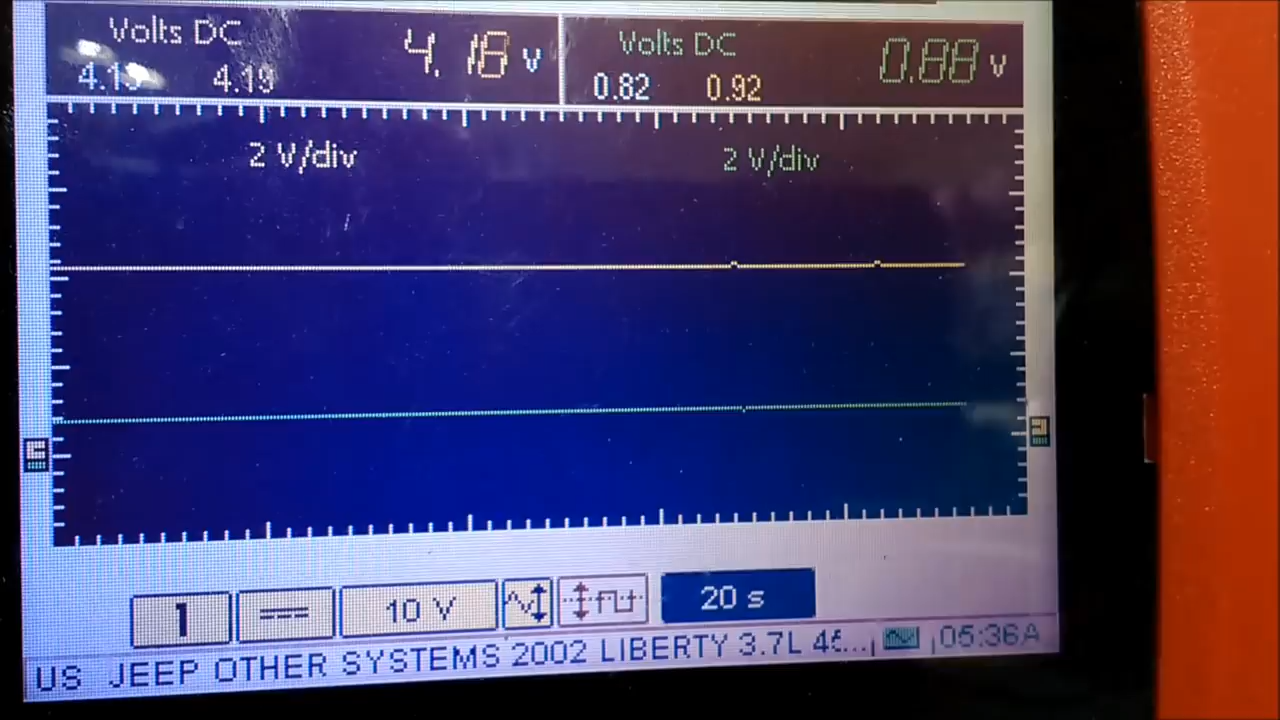 Volts DC 4.18 V Volts DC 0.88 V
4.19 0.82 0.92
2 V/div 2 V/div
1 10 V 20 s
US JEEP OTHER SYSTEMS 2002 LIBERTY 3.7L 4... 05:36A